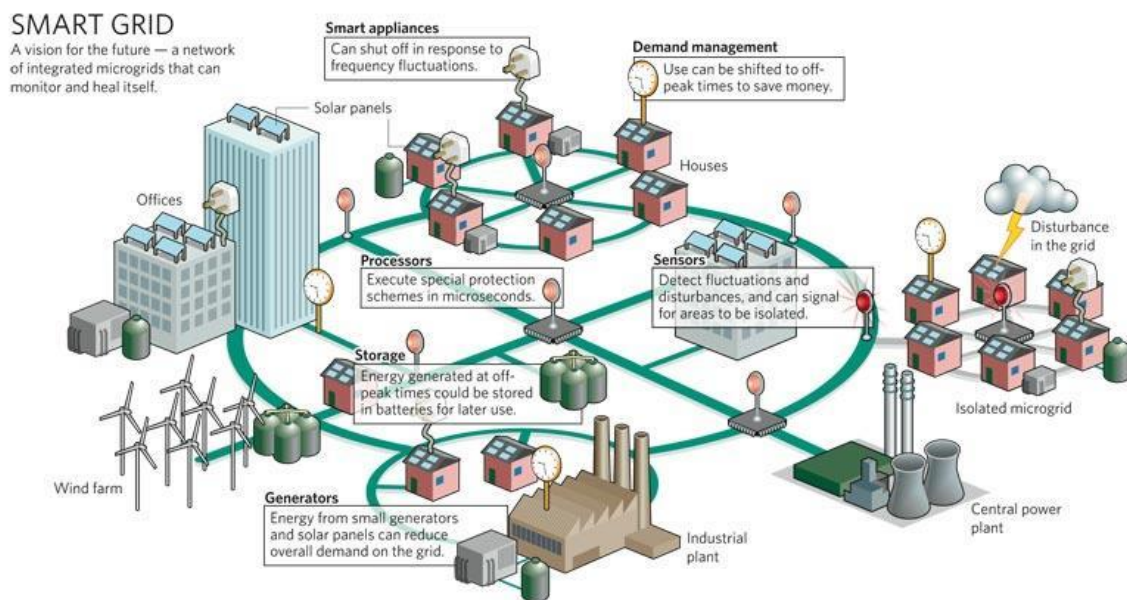 SMART GRID
A vision for the future — a network
of integrated microgrids that can
monitor and heal itself.
Smart appliances
Can shut off in response to
frequency fluctuations.
Demand management
Use can be shifted to off-
peak times to save money.
Solar panels
Houses
Offices
Disturbance
in the grid
Processors
Execute special protection
schemes in microseconds.
Sensors
Detect fluctuations and
disturbances, and can signal
for areas to be isolated.
Storage
Energy generated at off-
peak times could be stored
in batteries for later use.
Isolated microgrid
Wind farm
Generators
Energy from small generators
and solar panels can reduce
overall demand on the grid.
Industrial
plant
Central power
plant